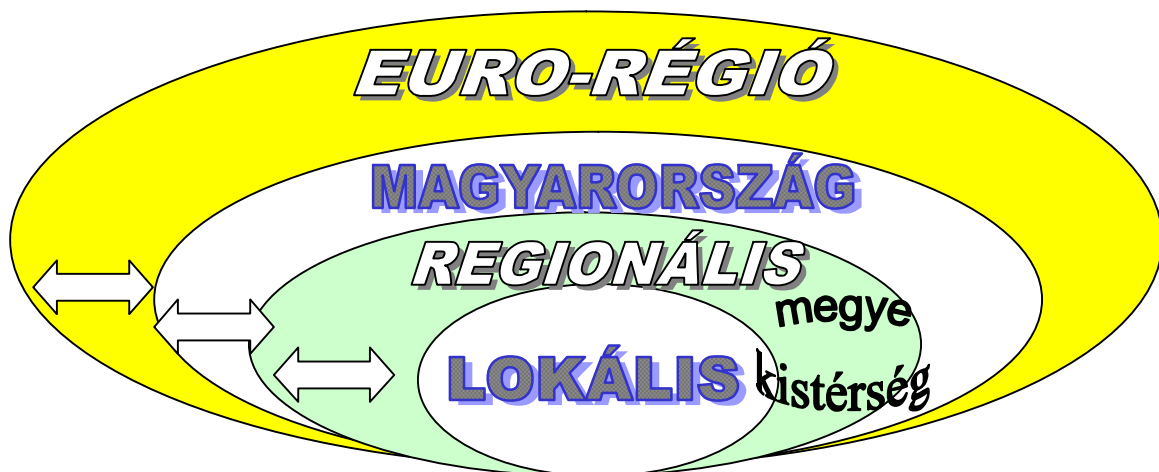 EURO-RÉGIÓ
MAGYARORSZÁG
REGIONÁLIS
megye
LOKÁLIS
kistérség